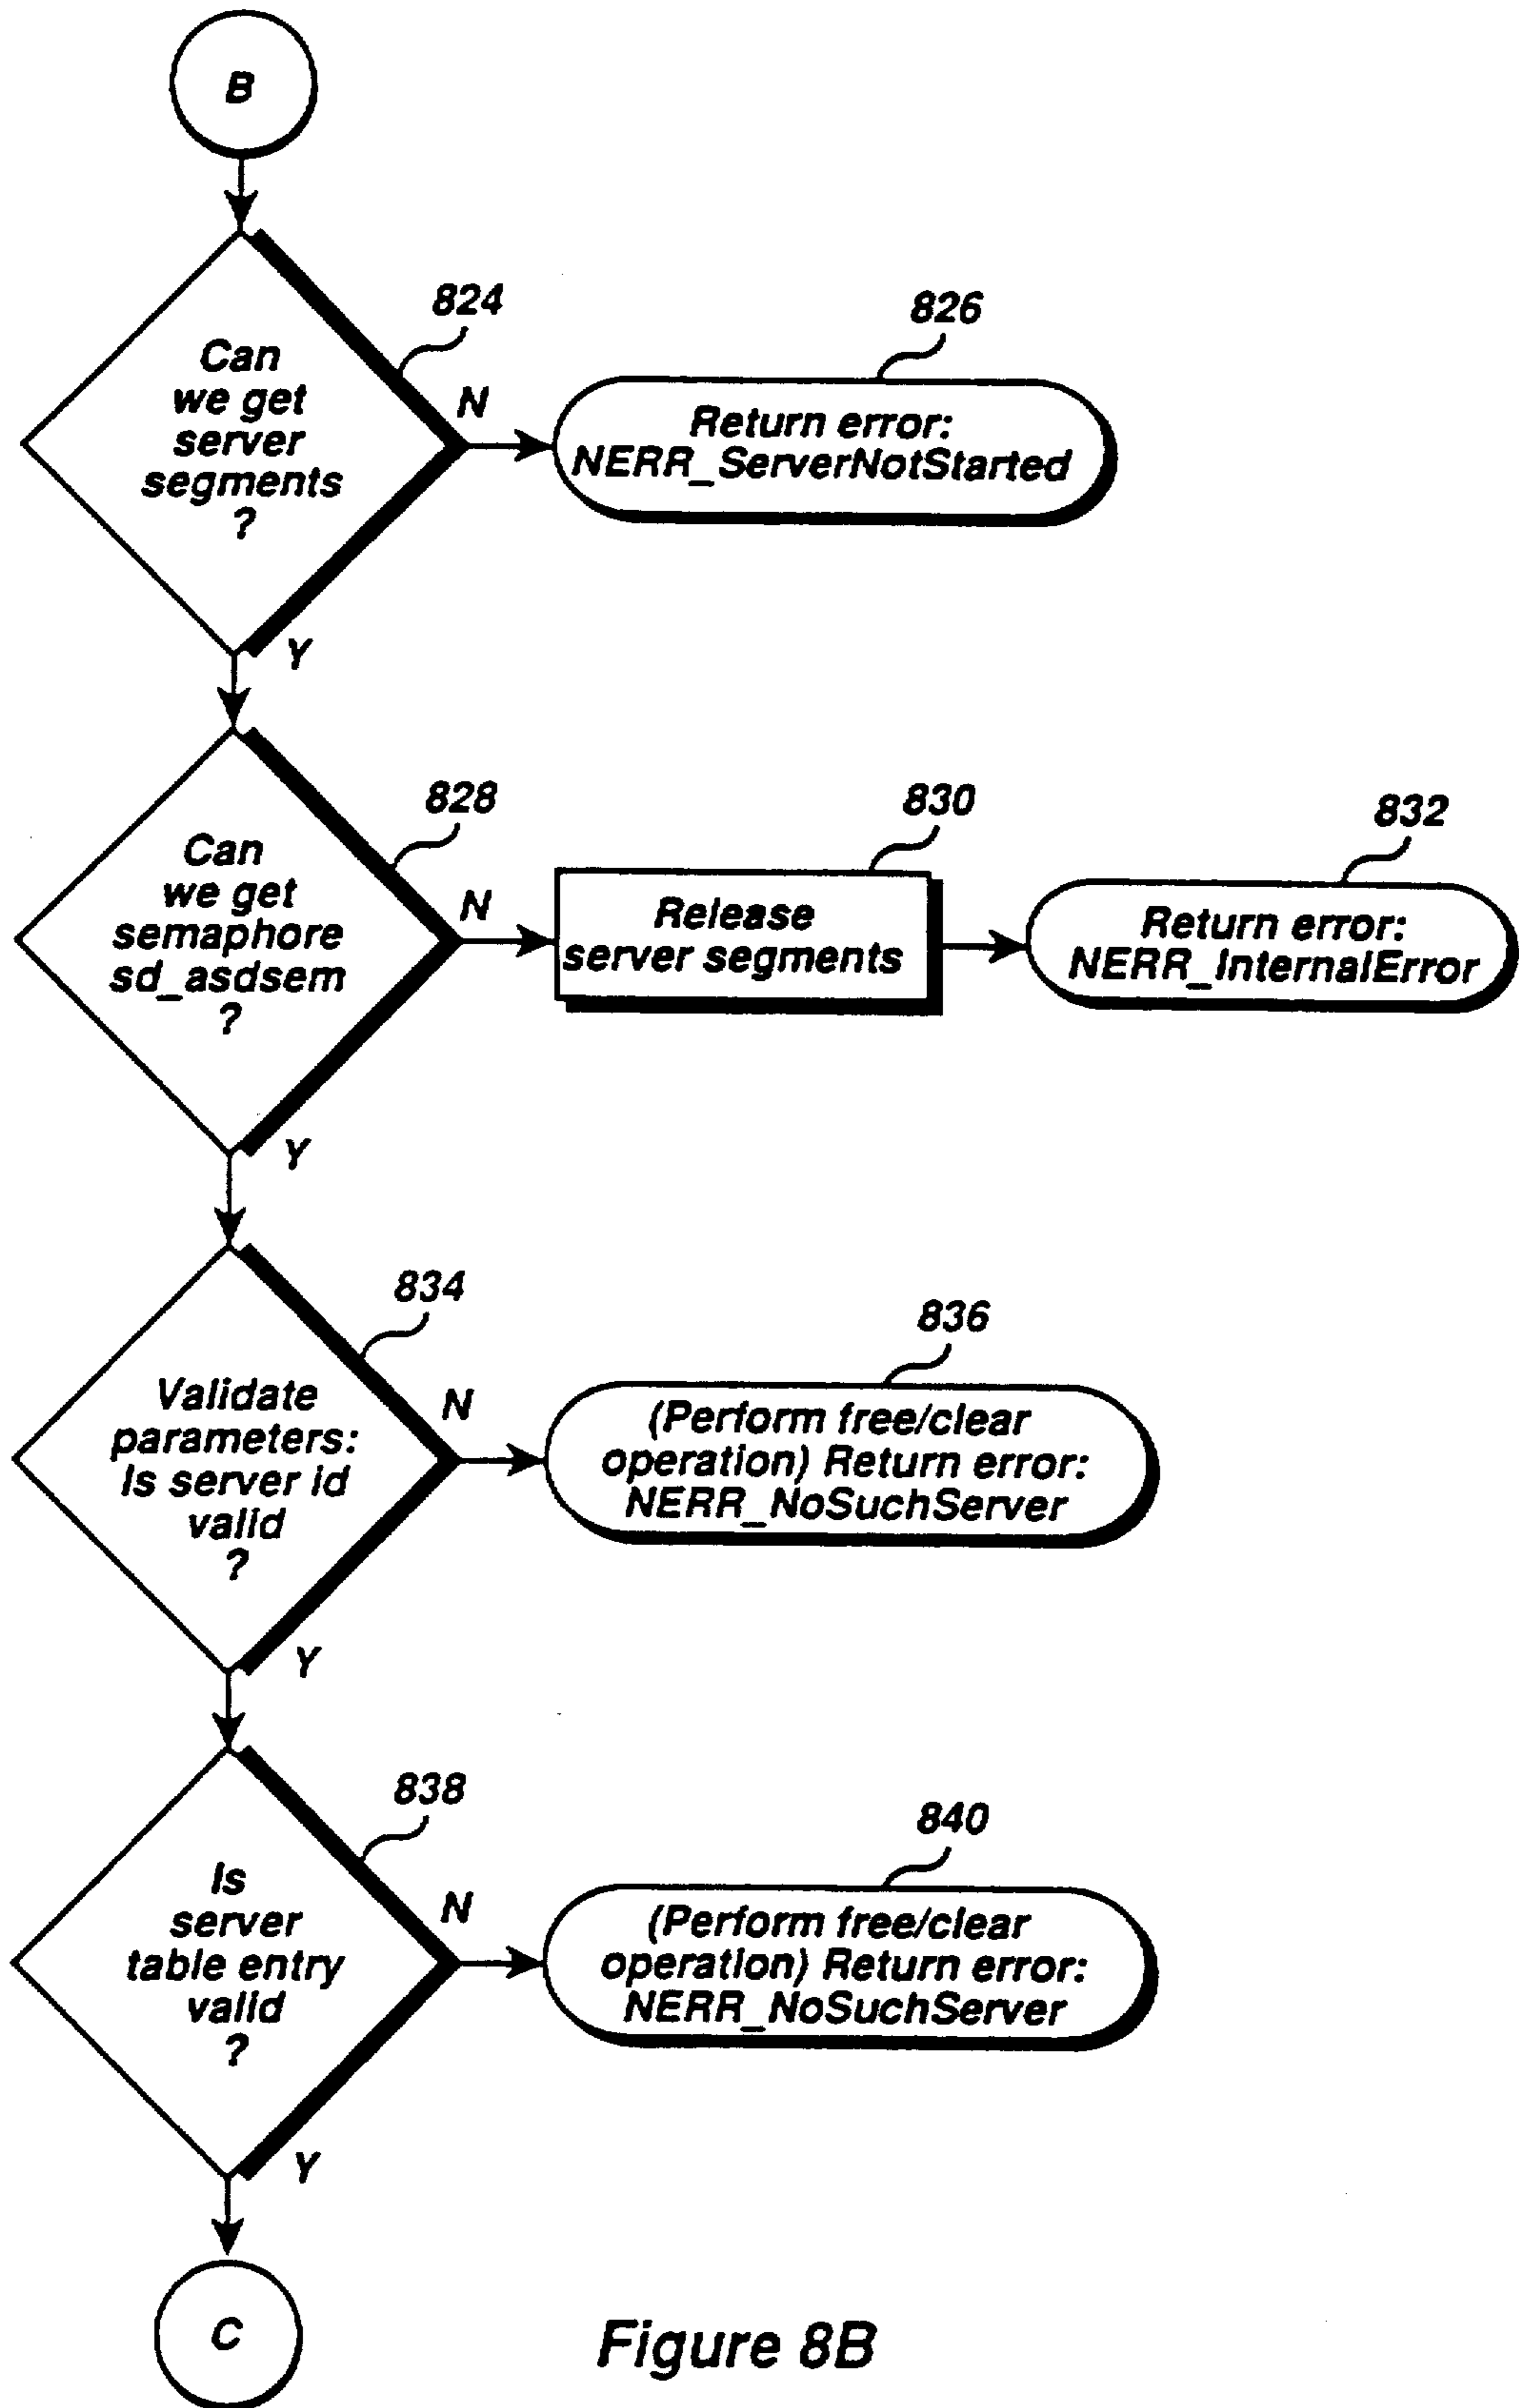 B
824
Can
we get
server
segments
?
N
826
Return error:
NERR_ServerNotStarted
Y
828
Can
we get
semaphore
sd_asdsem
?
N
830
Release
server segments
832
Return error:
NERR_InternalError
Y
834
Validate
parameters:
Is server id
valid
?
N
836
(Perform free/clear
operation) Return error:
NERR_NoSuchServer
Y
838
Is
server
table entry
valid
?
N
840
(Perform free/clear
operation) Return error:
NERR_NoSuchServer
Y
C
Figure 8B